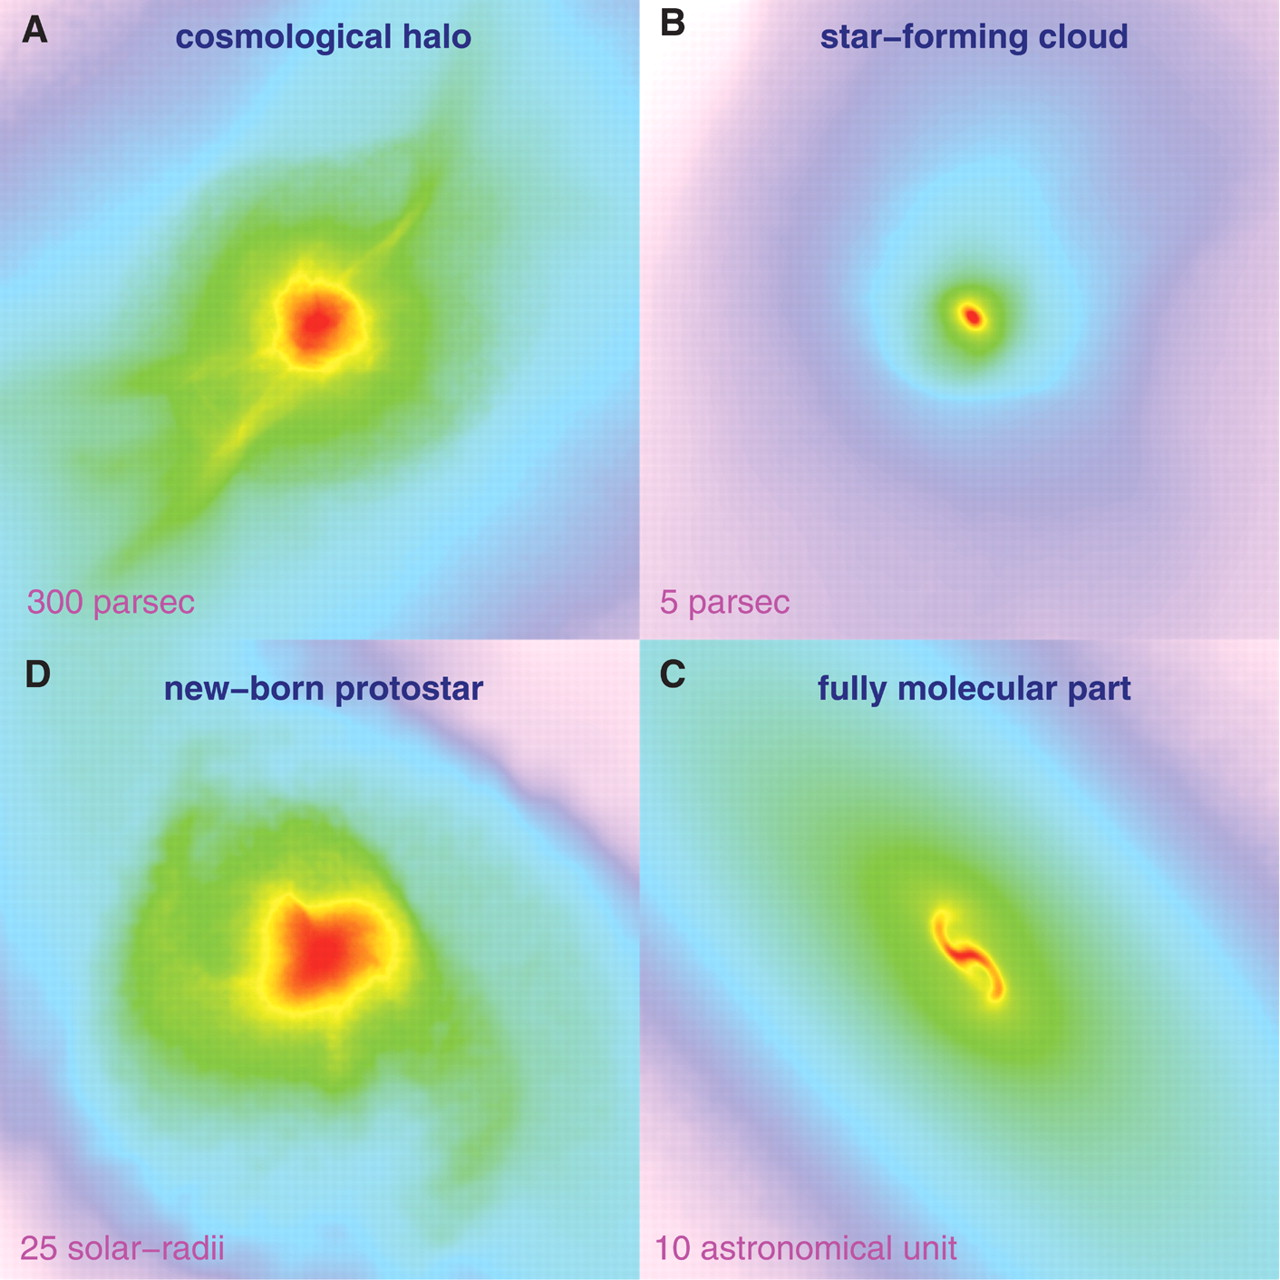 A
cosmological halo
300 parsec
B
star–forming cloud
5 parsec
D
new–born protostar
25 solar–radii
C
fully molecular part
10 astronomical unit